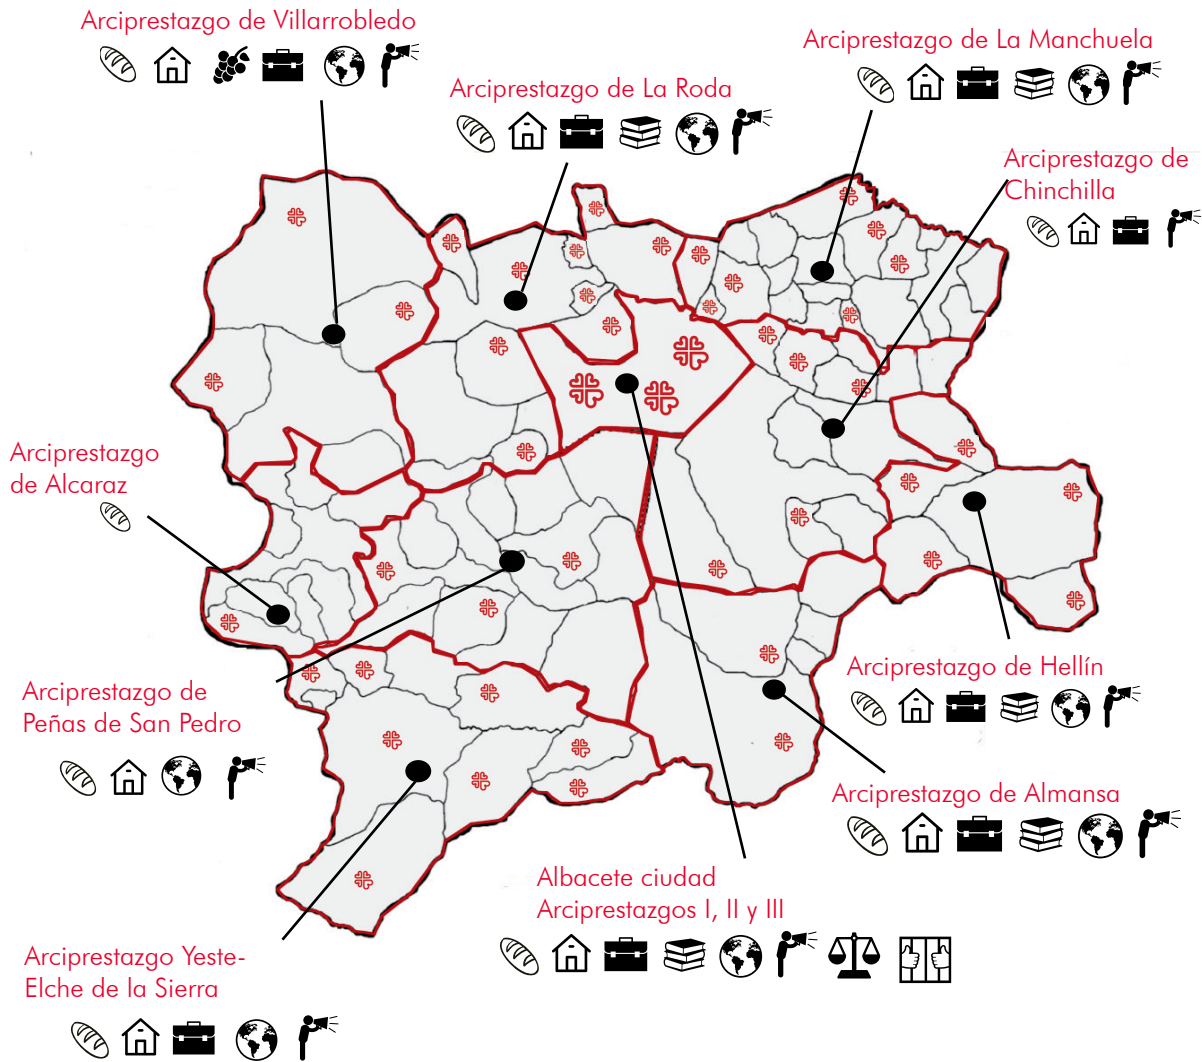 Arciprestazgo de Villarrobledo
Arciprestazgo de La Manchuela
Arciprestazgo de La Roda
Arciprestazgo de
Chinchilla
Arciprestazgo
de Alcaraz
Arciprestazgo de
Peñas de San Pedro
Arciprestazgo de Hellín
Arciprestazgo de Almansa
Albacete ciudad
Arciprestazgos I, II y III
Arciprestazgo Yeste-
Elche de la Sierra